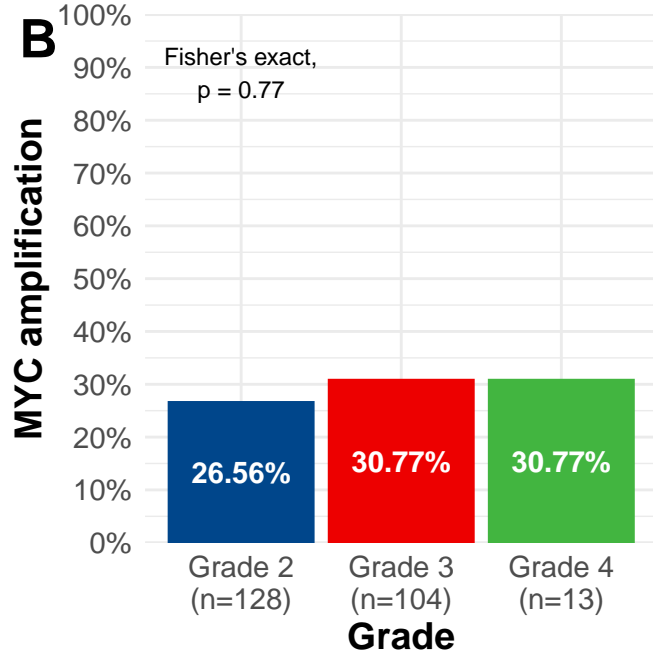 B
Fisher's exact,
p = 0.77
MYC amplification
100%
90%
80%
70%
60%
50%
40%
30%
20%
10%
0%
26.56%
30.77%
30.77%
Grade 2
(n=128)
Grade 3
(n=104)
Grade 4
(n=13)
Grade